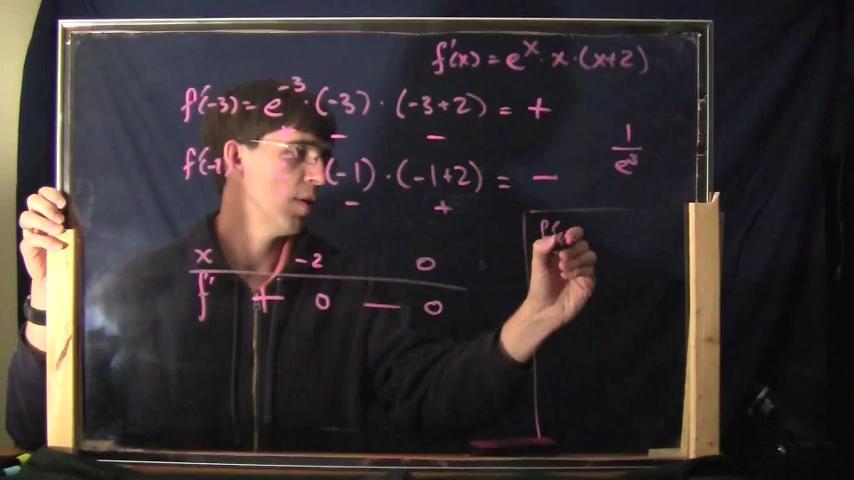 f'(x) = e^x · x · (x+2)
f'(-3) = e^-3 · (-3) · (-3+2) = +
+ - -
1/e^3
(-1) · (-1+2) = -
- +
x -2 0
f' + 0 - 0